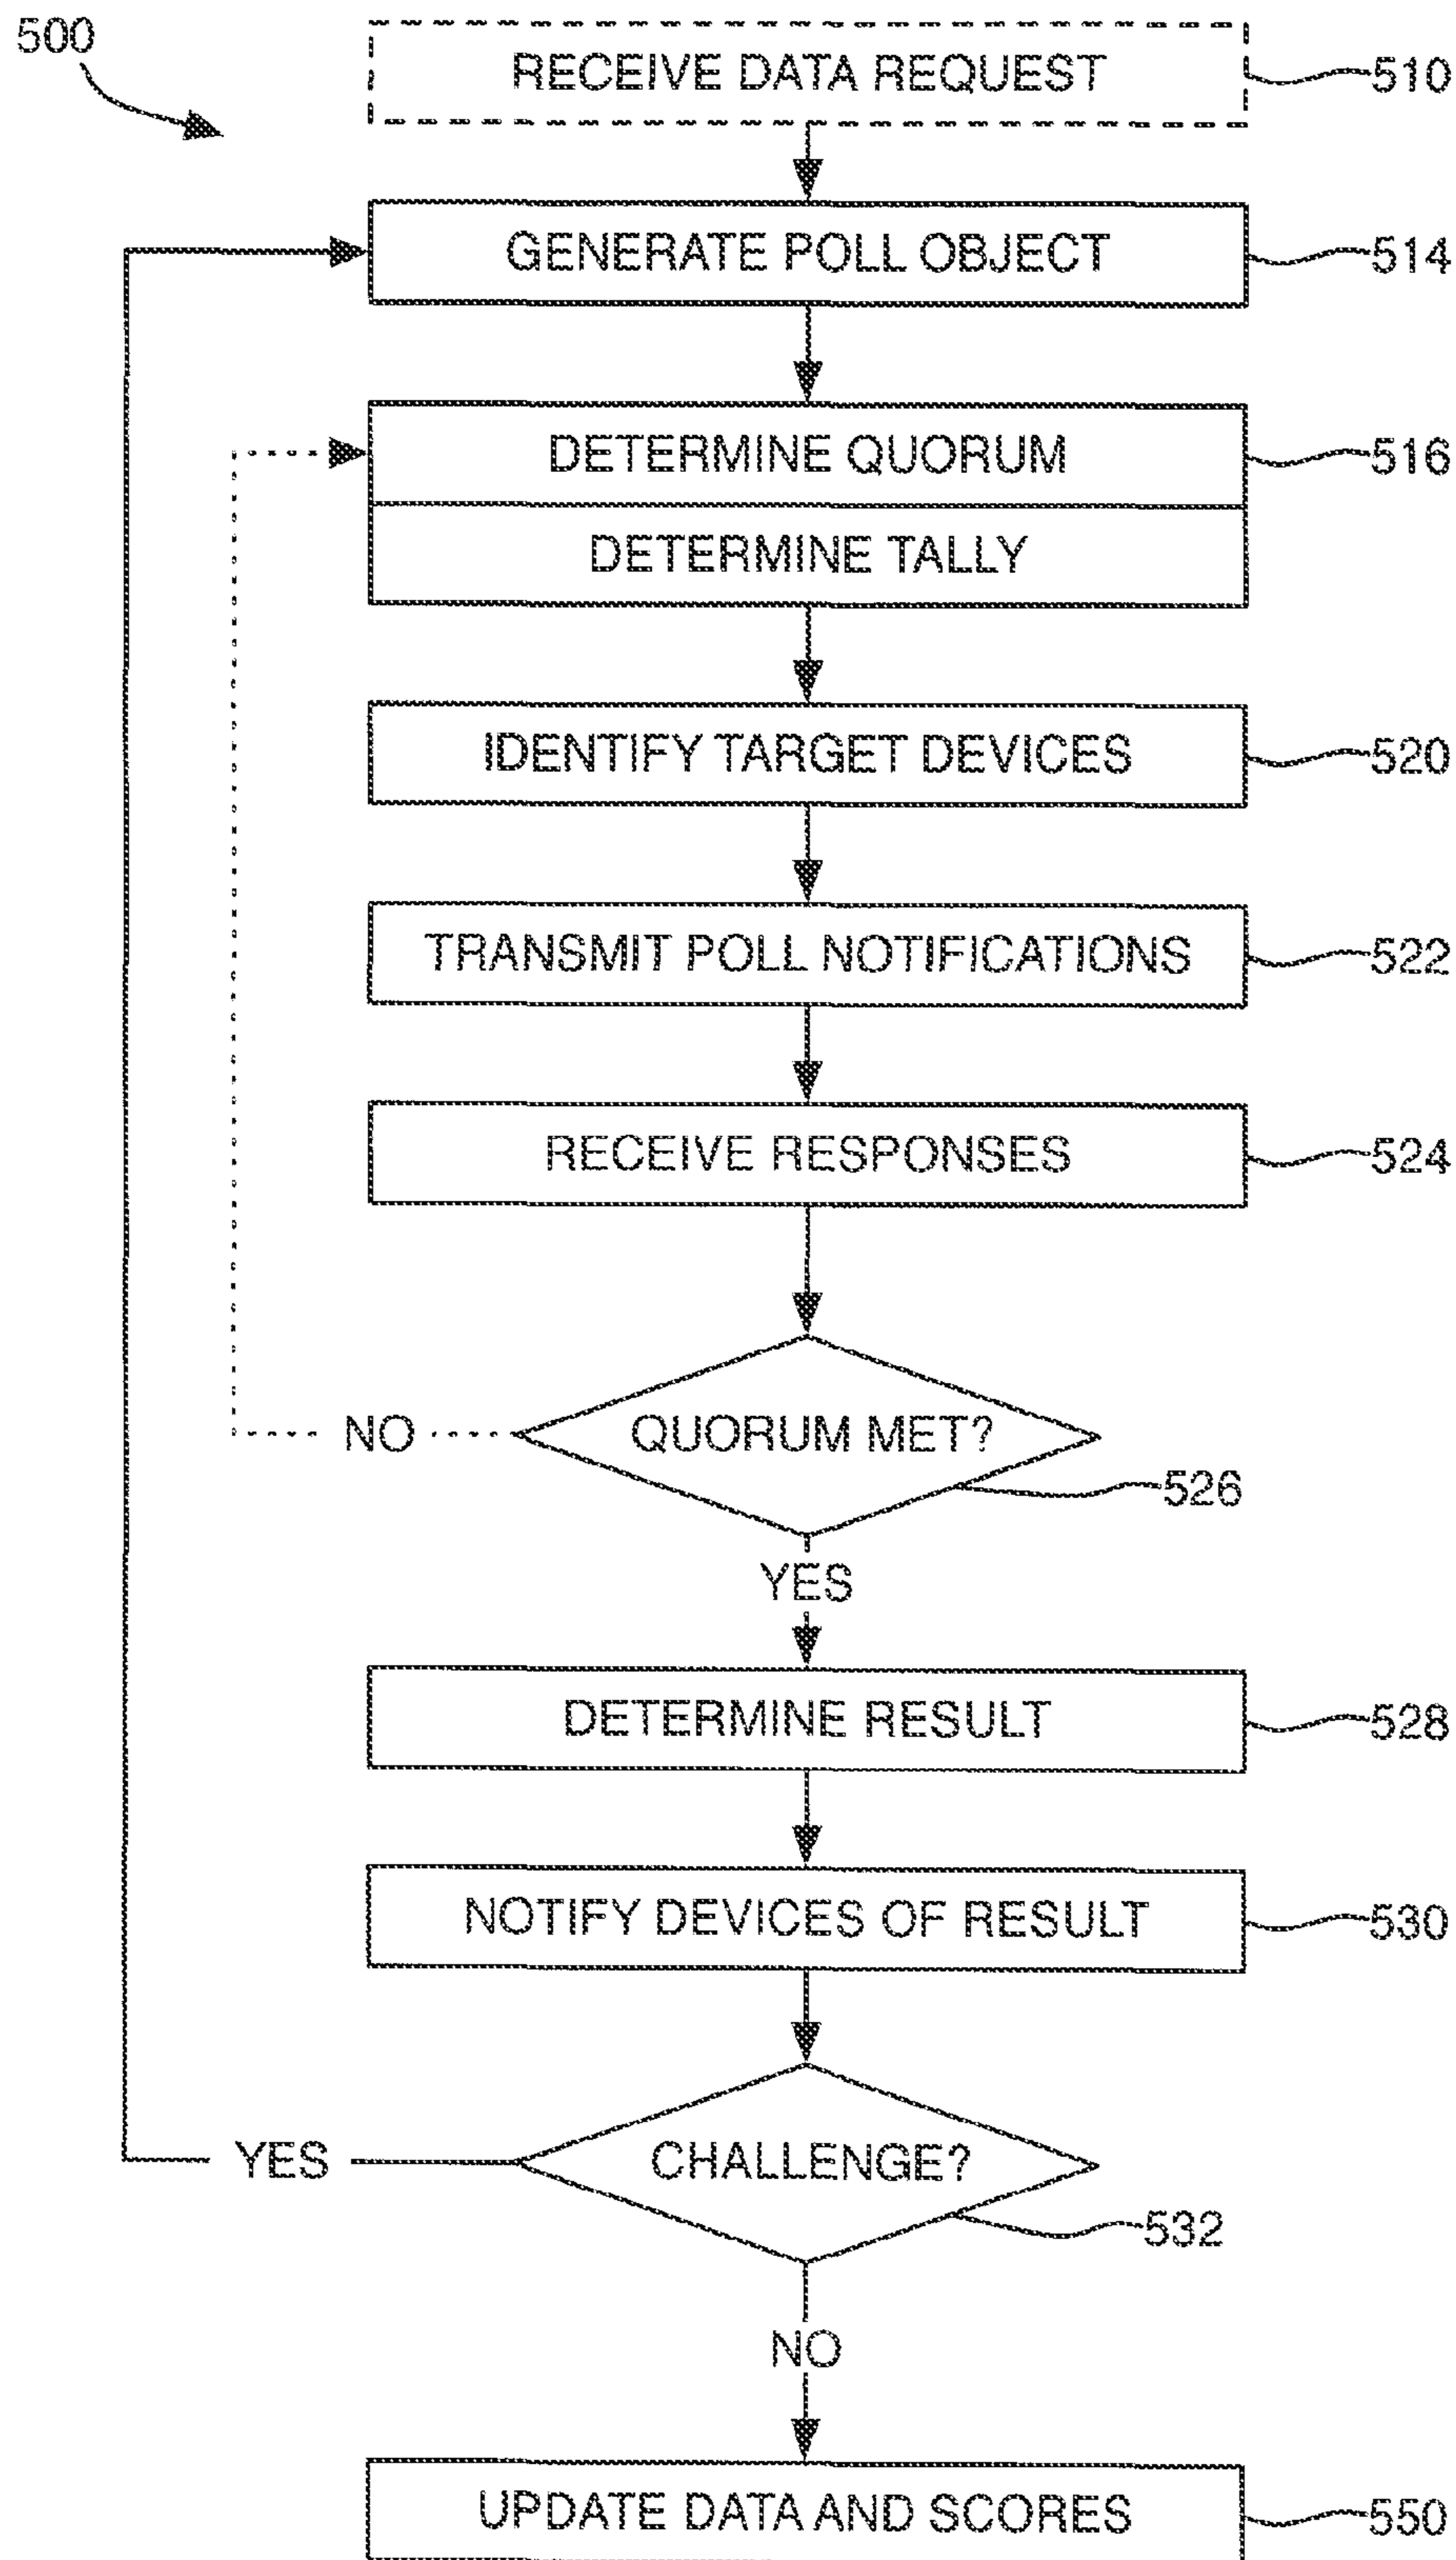 500
RECEIVE DATA REQUEST 510
GENERATE POLL OBJECT 514
DETERMINE QUORUM 516
DETERMINE TALLY
IDENTIFY TARGET DEVICES 520
TRANSMIT POLL NOTIFICATIONS 522
RECEIVE RESPONSES 524
NO QUORUM MET?
526
YES
DETERMINE RESULT 528
NOTIFY DEVICES OF RESULT 530
YES CHALLENGE?
532
NO
UPDATE DATA AND SCORES 550